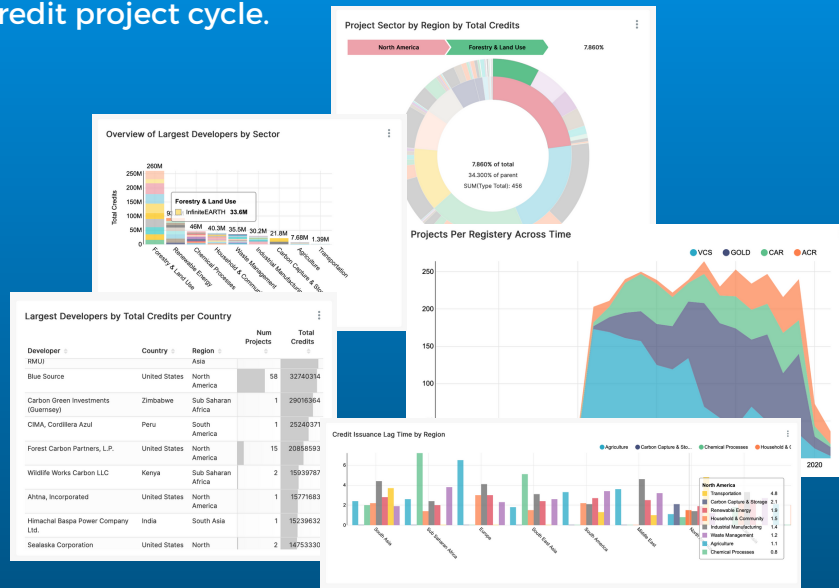 redit project cycle.
Project Sector by Region by Total Credits
North America
Forestry & Land Use
7.860%
7.860% of total
34.300% of parent
SUM(Type Total): 456
Overview of Largest Developers by Sector
Total Credits
250M
200M
150M
100M
50M
0
260M
46M
40.3M
35.5M
30.2M
21.8M
7.68M
1.39M
Forestry & Land Use
InfiniteEARTH 33.6M
Forestry & Land Use
Renewable Energy
Chemical Processes
Household & Commun
Waste Management
Industrial Manufacturing
Carbon Capture & Sto
Agriculture
Transportation
Projects Per Registery Across Time
VCS
GOLD
CAR
ACR
250
200
150
100
2020
Largest Developers by Total Credits per Country
Developer Country Region Num Projects Total Credits
RMU) Asia
Blue Source United States North America 58 32740314
Carbon Green Investments (Guernsey) Zimbabwe Sub Saharan Africa 1 29016364
CIMA, Cordillera Azul Peru South America 1 25240371
Forest Carbon Partners, L.P. United States North America 15 20858593
Wildlife Works Carbon LLC Kenya Sub Saharan Africa 2 15939787
Ahtna, Incorporated United States North America 1 15771683
Himachal Baspa Power Company Ltd. India South Asia 1 15239632
Sealaska Corporation United States North 2 14753330
Credit Issuance Lag Time by Region
Agriculture
Carbon Capture & Sto...
Chemical Processes
Household & C
6
4
2
0
South Asia
Sub Saharan Africa
Europe
South East Asia
South America
Middle East
North America
Transportation 4.8
Carbon Capture & Storage 2.1
Renewable Energy 1.9
Household & Community 1.5
Industrial Manufacturing 1.4
Waste Management 1.2
Agriculture 1.1
Chemical Processes 0.8